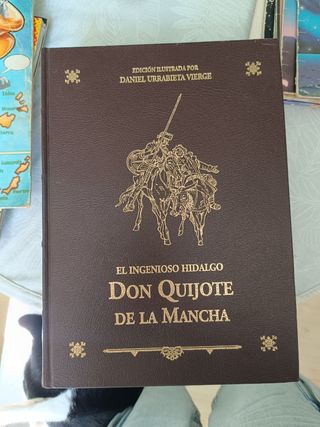 EDICIÓN ILUSTRADA POR
DANIEL URRABIETA VIERGE
EL INGENIOSO HIDALGO
DON QUIJOTE
DE LA MANCHA